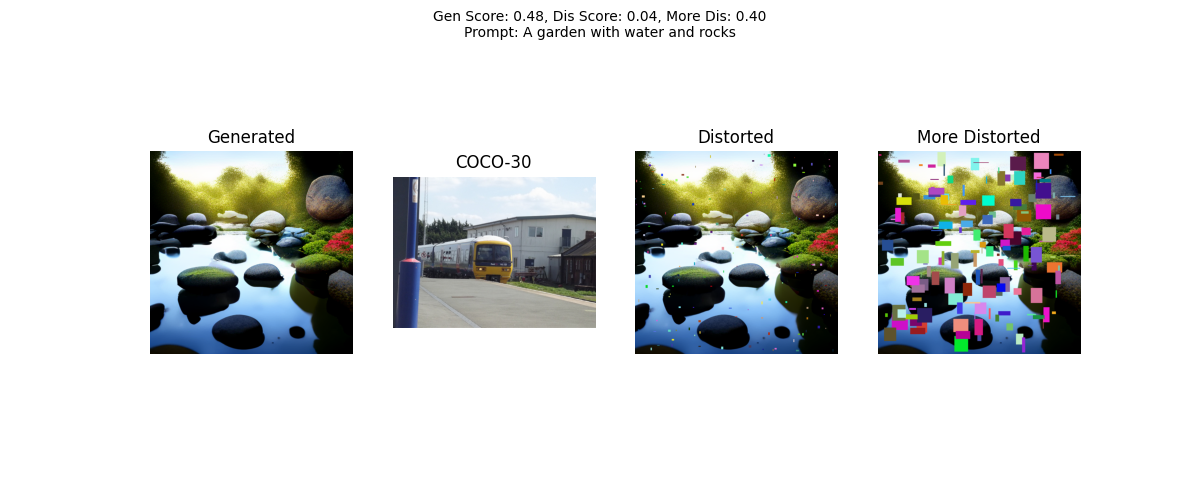 Gen Score: 0.48, Dis Score: 0.04, More Dis: 0.40
Prompt: A garden with water and rocks
Generated
COCO-30
Distorted
More Distorted